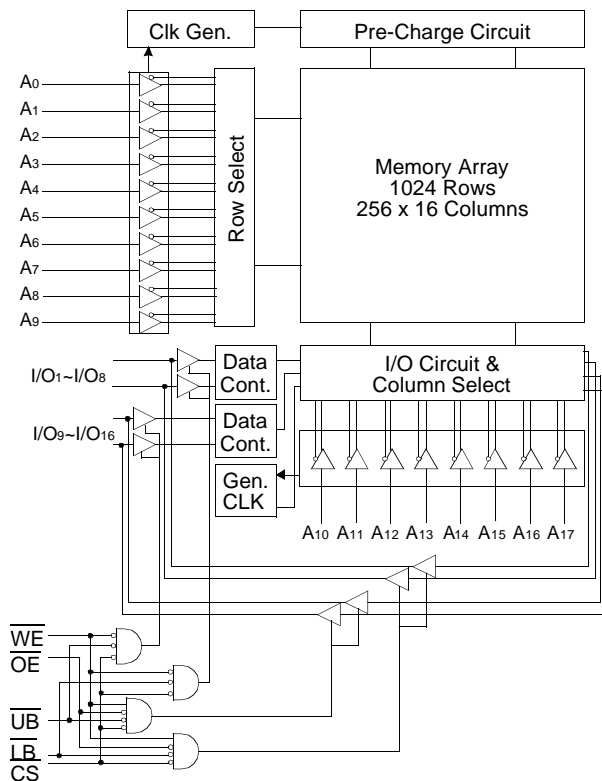 Clk Gen.
Pre-Charge Circuit
A0
A1
A2
A3
A4
A5
A6
A7
A8
A9
Row Select
Memory Array
1024 Rows
256 x 16 Columns
I/O1~I/O8
Data
Cont.
I/O Circuit &
Column Select
I/O9~I/O16
Data
Cont.
Gen.
CLK
A10 A11 A12 A13 A14 A15 A16 A17
WE
OE
UB
LB
CS